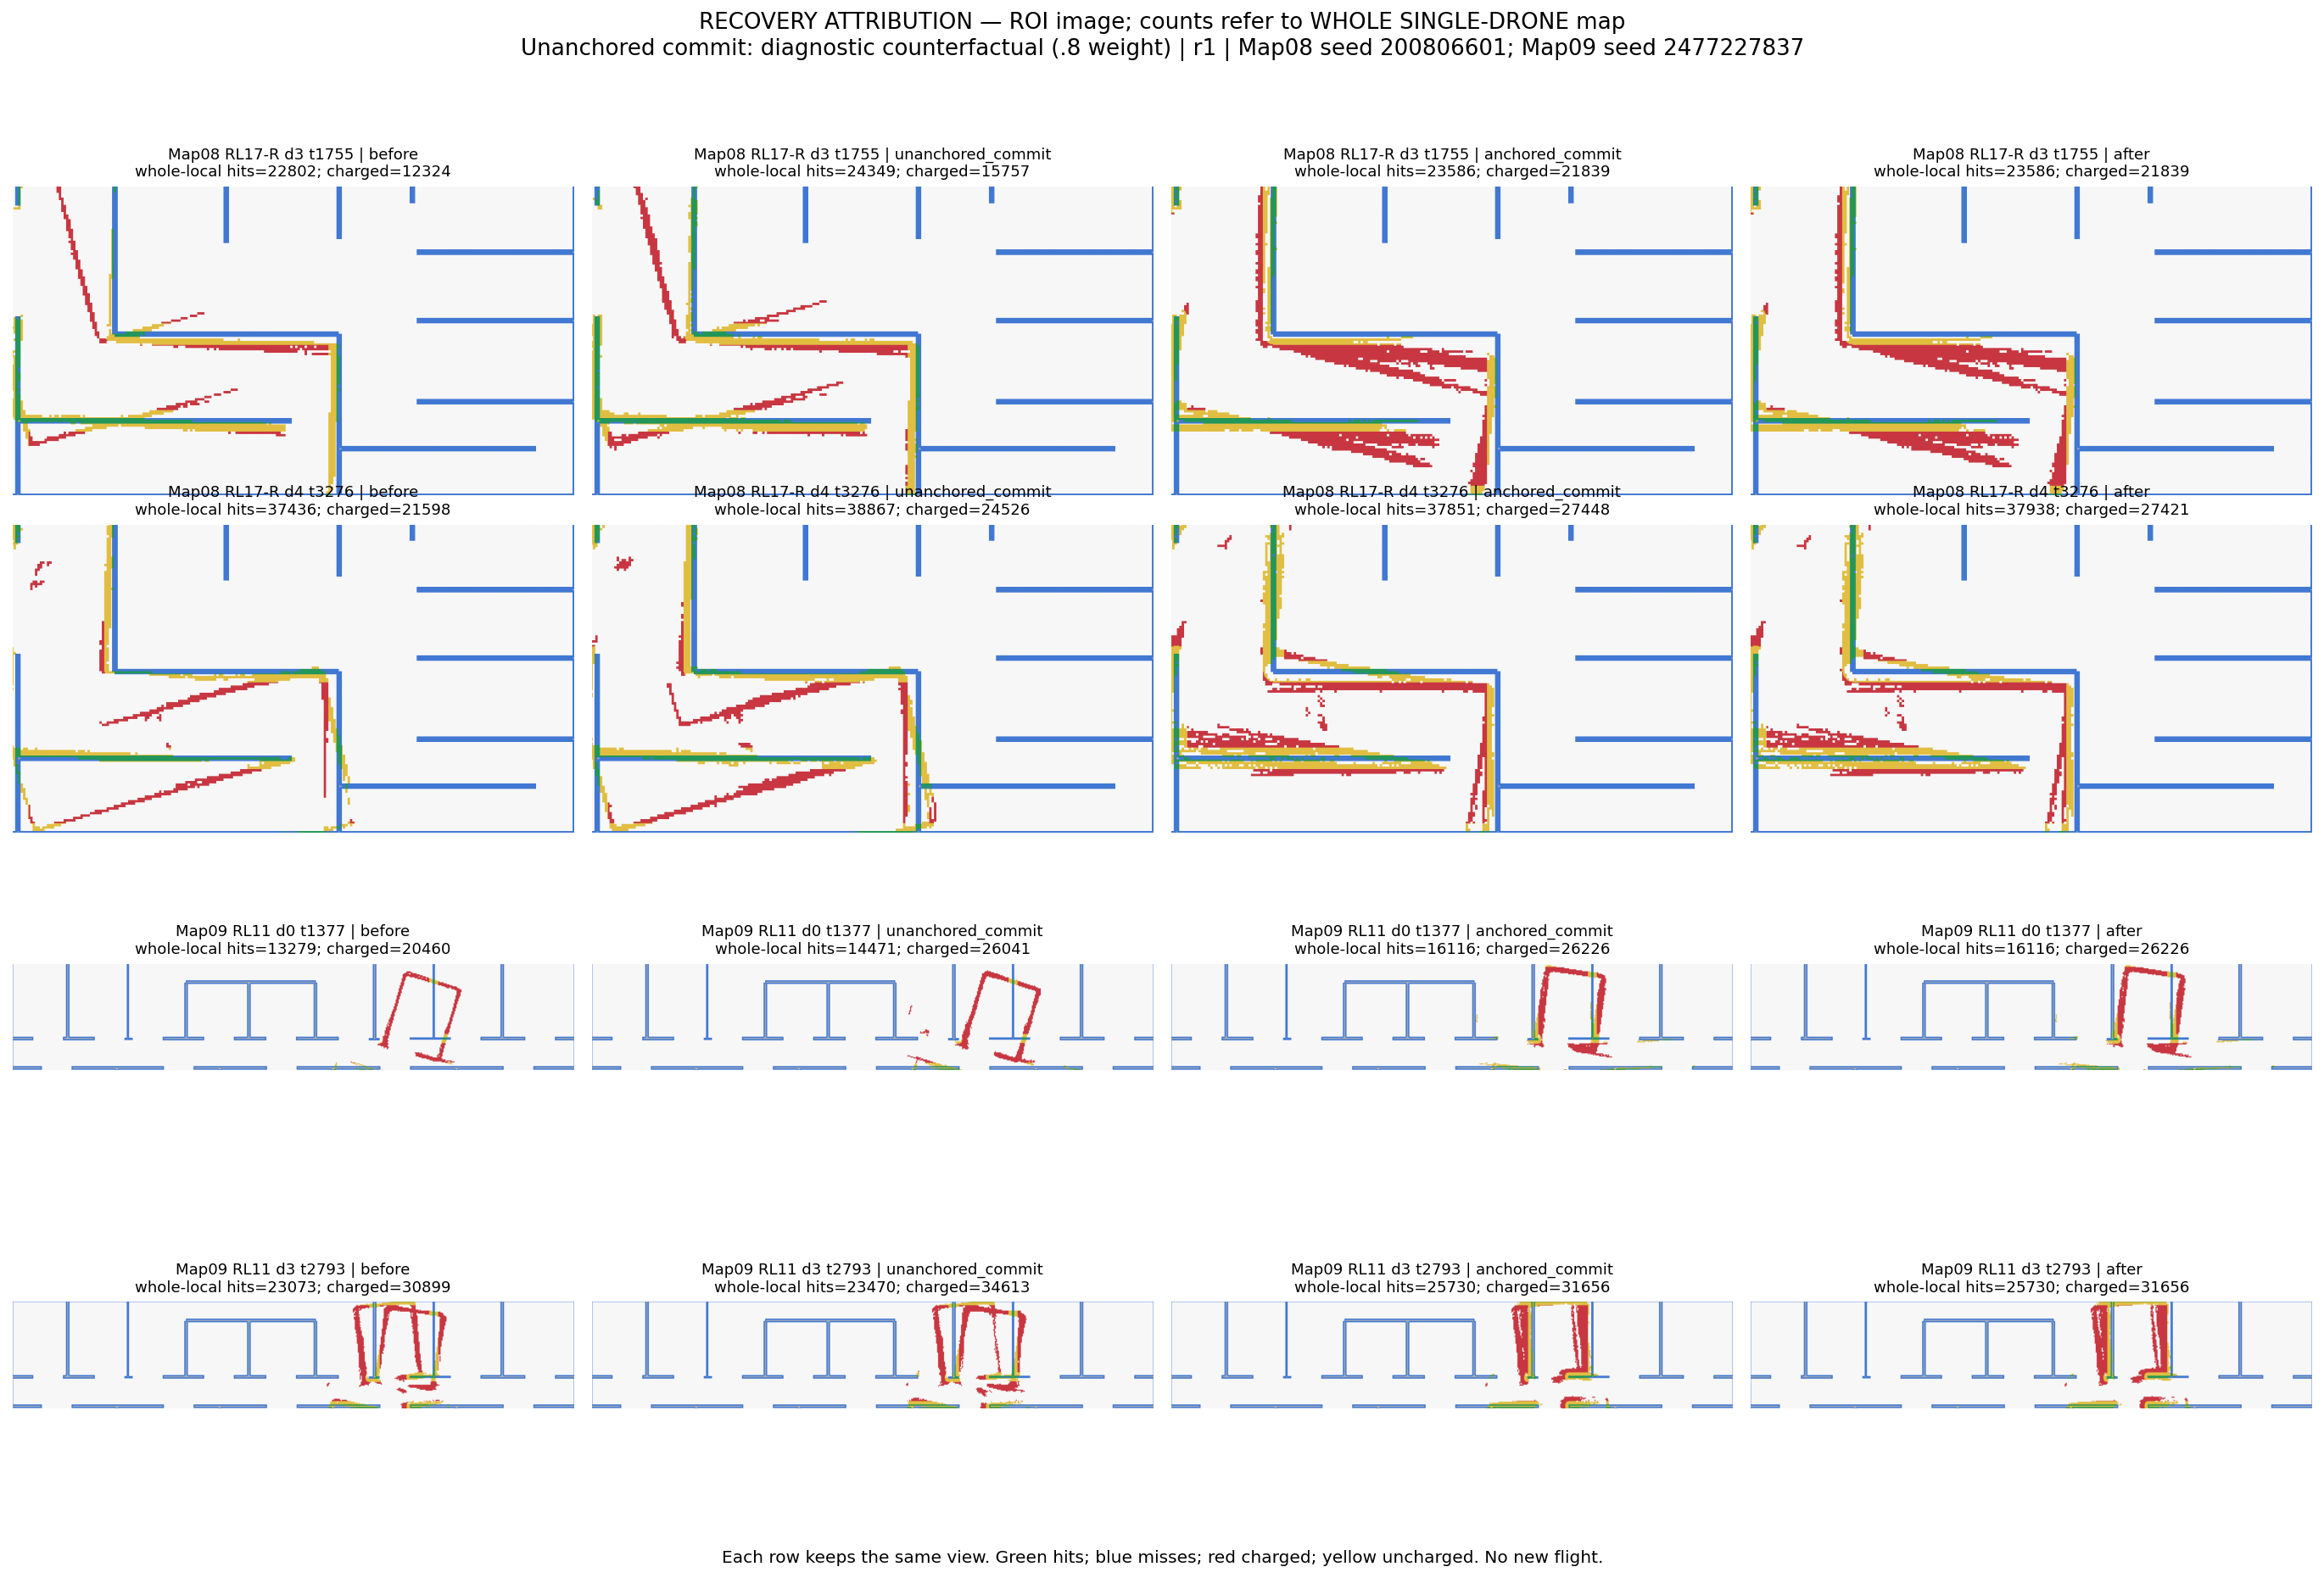 RECOVERY ATTRIBUTION — ROI image; counts refer to WHOLE SINGLE-DRONE map
Unanchored commit: diagnostic counterfactual (.8 weight) | r1 | Map08 seed 200806601; Map09 seed 2477227837
Map08 RL17-R d3 t1755 | before
whole-local hits=22802; charged=12324
Map08 RL17-R d3 t1755 | unanchored_commit
whole-local hits=24349; charged=15757
Map08 RL17-R d3 t1755 | anchored_commit
whole-local hits=23586; charged=21839
Map08 RL17-R d3 t1755 | after
whole-local hits=23586; charged=21839
Map08 RL17-R d4 t3276 | before
whole-local hits=37436; charged=21598
Map08 RL17-R d4 t3276 | unanchored_commit
whole-local hits=38867; charged=24526
Map08 RL17-R d4 t3276 | anchored_commit
whole-local hits=37851; charged=27448
Map08 RL17-R d4 t3276 | after
whole-local hits=37938; charged=27421
Map09 RL11 d0 t1377 | before
whole-local hits=13279; charged=20460
Map09 RL11 d0 t1377 | unanchored_commit
whole-local hits=14471; charged=26041
Map09 RL11 d0 t1377 | anchored_commit
whole-local hits=16116; charged=26226
Map09 RL11 d0 t1377 | after
whole-local hits=16116; charged=26226
Map09 RL11 d3 t2793 | before
whole-local hits=23073; charged=30899
Map09 RL11 d3 t2793 | unanchored_commit
whole-local hits=23470; charged=34613
Map09 RL11 d3 t2793 | anchored_commit
whole-local hits=25730; charged=31656
Map09 RL11 d3 t2793 | after
whole-local hits=25730; charged=31656
Each row keeps the same view. Green hits; blue misses; red charged; yellow uncharged. No new flight.